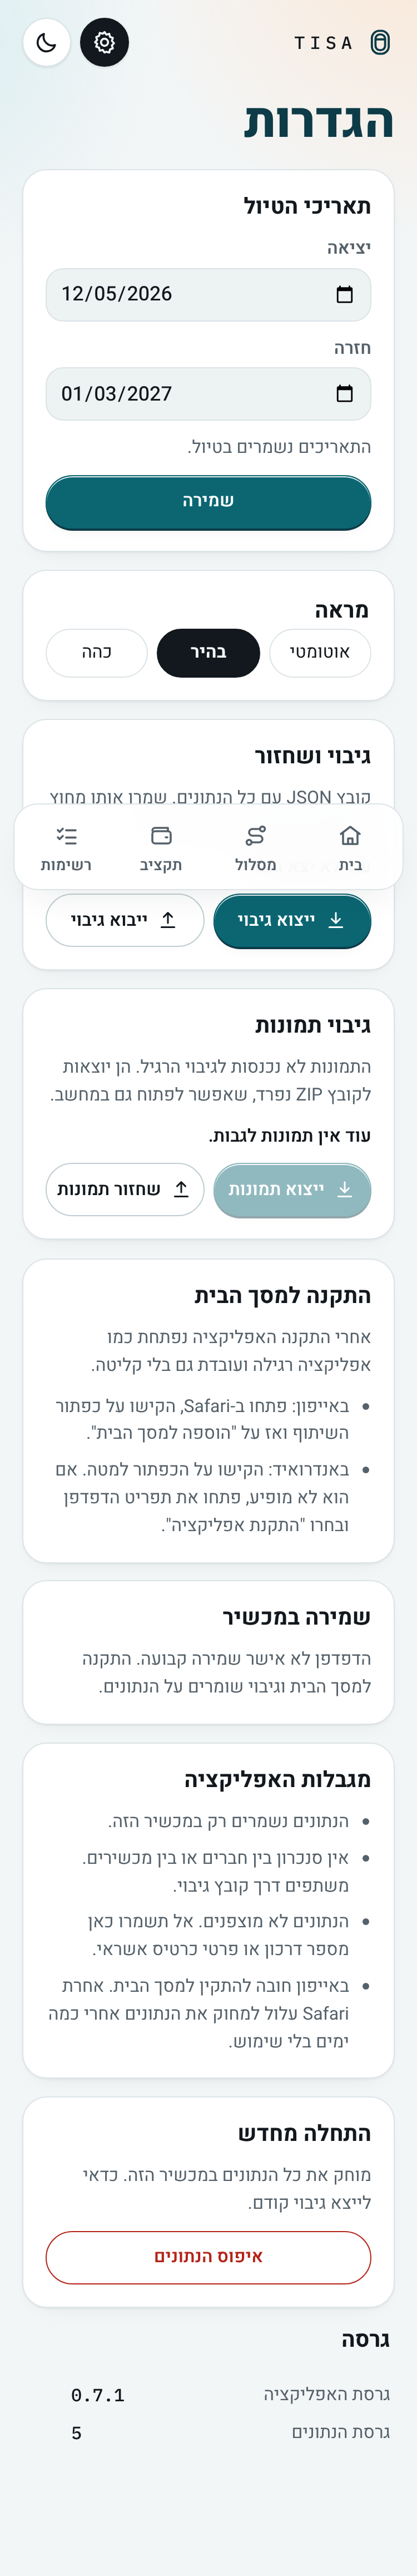 TISA
הגדרות
תאריכי הטיול
יציאה
12/05/2026
חזרה
01/03/2027
התאריכים נשמרים בטיול.
שמירה
מראה
אוטומטי
בהיר
כהה
גיבוי ושחזור
קובץ JSON עם כל הנתונים. שמרו אותו מחוץ
בית
מסלול
תקציב
רשימות
ייצוא גיבוי
ייבוא גיבוי
גיבוי תמונות
התמונות לא נכנסות לגיבוי הרגיל. הן יוצאות
לקובץ ZIP נפרד, שאפשר לפתוח גם במחשב.
עוד אין תמונות לגבות.
ייצוא תמונות
שחזור תמונות
התקנה למסך הבית
אחרי התקנה האפליקציה נפתחת כמו
אפליקציה רגילה ועובדת גם בלי קליטה.
• באייפון: פתחו ב-Safari, הקישו על כפתור
השיתוף ואז על "הוספה למסך הבית".
• באנדרואיד: הקישו על הכפתור למטה. אם
הוא לא מופיע, פתחו את תפריט הדפדפן
ובחרו "התקנת אפליקציה".
שמירה במכשיר
הדפדפן לא אישר שמירה קבועה. התקנה
למסך הבית וגיבוי שומרים על הנתונים.
מגבלות האפליקציה
• הנתונים נשמרים רק במכשיר הזה.
• אין סנכרון בין חברים או בין מכשירים.
משתפים דרך קובץ גיבוי.
• הנתונים לא מוצפנים. אל תשמרו כאן
מספר דרכון או פרטי כרטיס אשראי.
• באייפון חובה להתקין למסך הבית. אחרת
Safari עלול למחוק את הנתונים אחרי כמה
ימים בלי שימוש.
התחלה מחדש
מוחק את כל הנתונים במכשיר הזה. כדאי
לייצא גיבוי קודם.
איפוס הנתונים
גרסה
גרסת האפליקציה 0.7.1
גרסת הנתונים 5